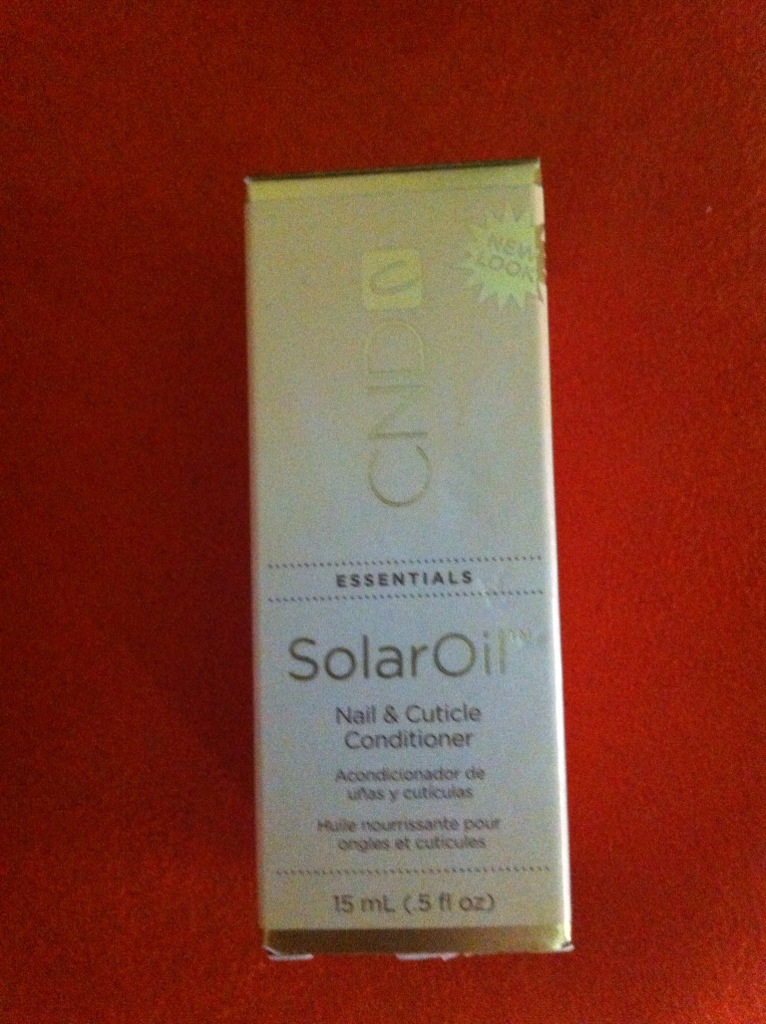 NEW
LOOK
CND
ESSENTIALS
SolarOil™
Nail & Cuticle
Conditioner
Acondicionador de
uñas y cutículas
Huile nourrissante pour
ongles et cuticules
15 mL (.5 fl oz)